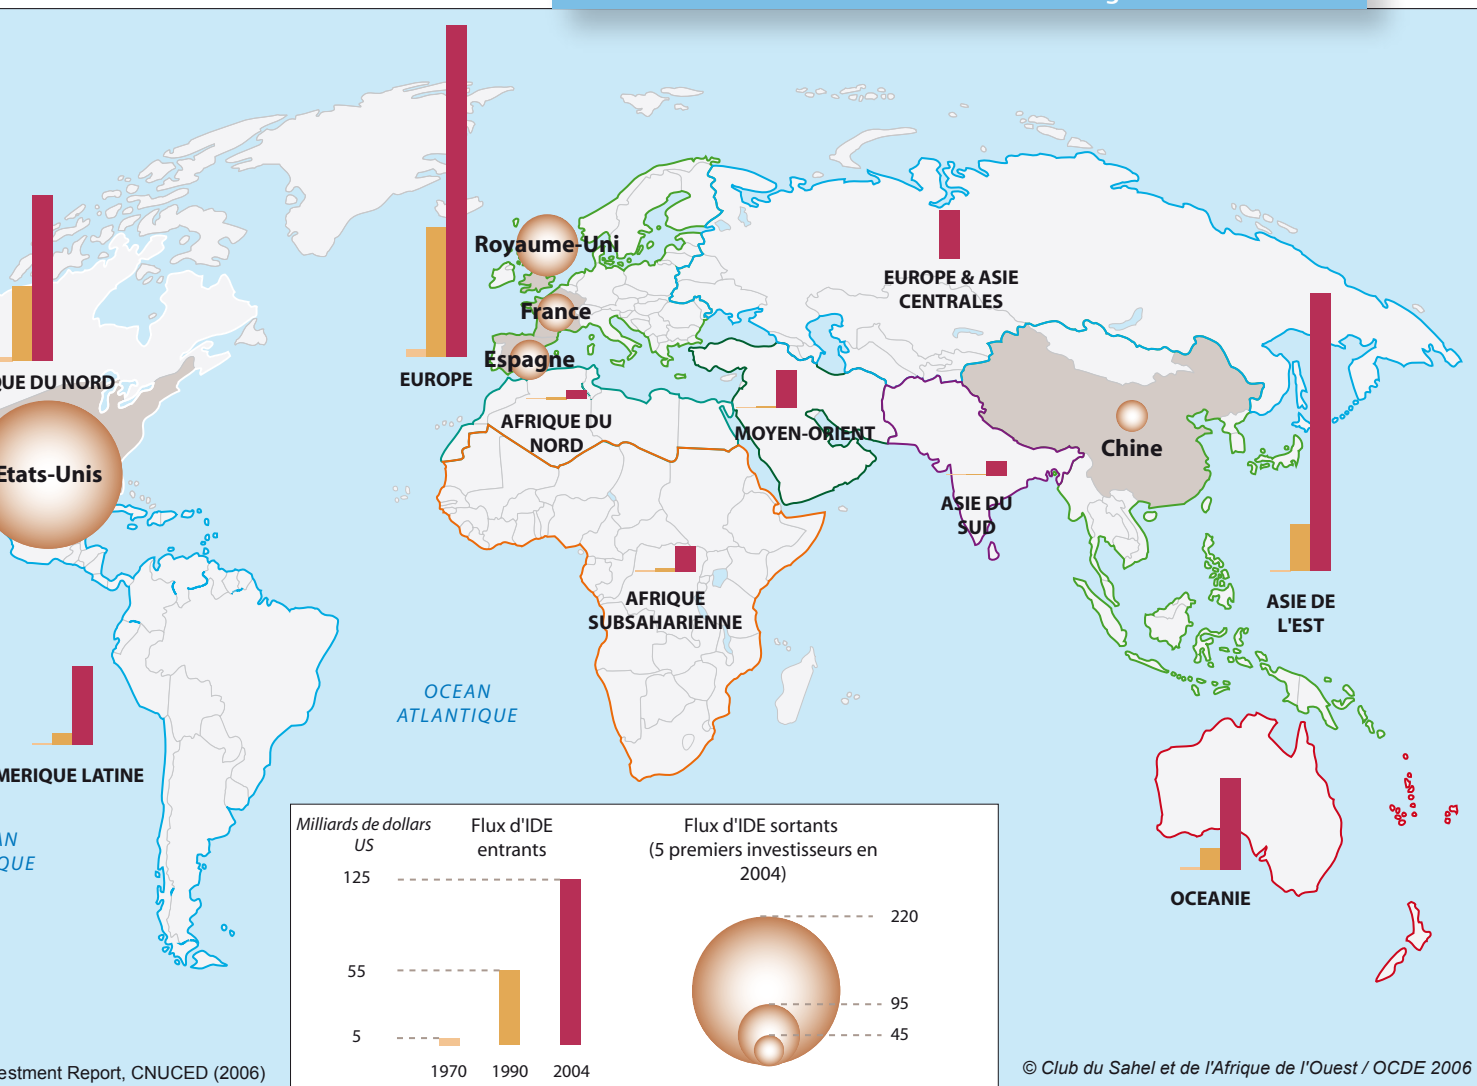 Royaume-Uni
France
Espagne
EUROPE
QUE DU NORD
Etats-Unis
AFRIQUE DU
NORD
MOYEN-ORIENT
EUROPE & ASIE
CENTRALES
Chine
ASIE DU
SUD
AFRIQUE
SUBSAHARIENNE
ASIE DE
L'EST
OCEAN
ATLANTIQUE
MERIQUE LATINE
AN
QUE
OCEANIE
Milliards de dollars
US
Flux d'IDE
entrants
125
55
5
1970 1990 2004
Flux d'IDE sortants
(5 premiers investisseurs en
2004)
220
95
45
estment Report, CNUCED (2006)
© Club du Sahel et de l'Afrique de l'Ouest / OCDE 2006